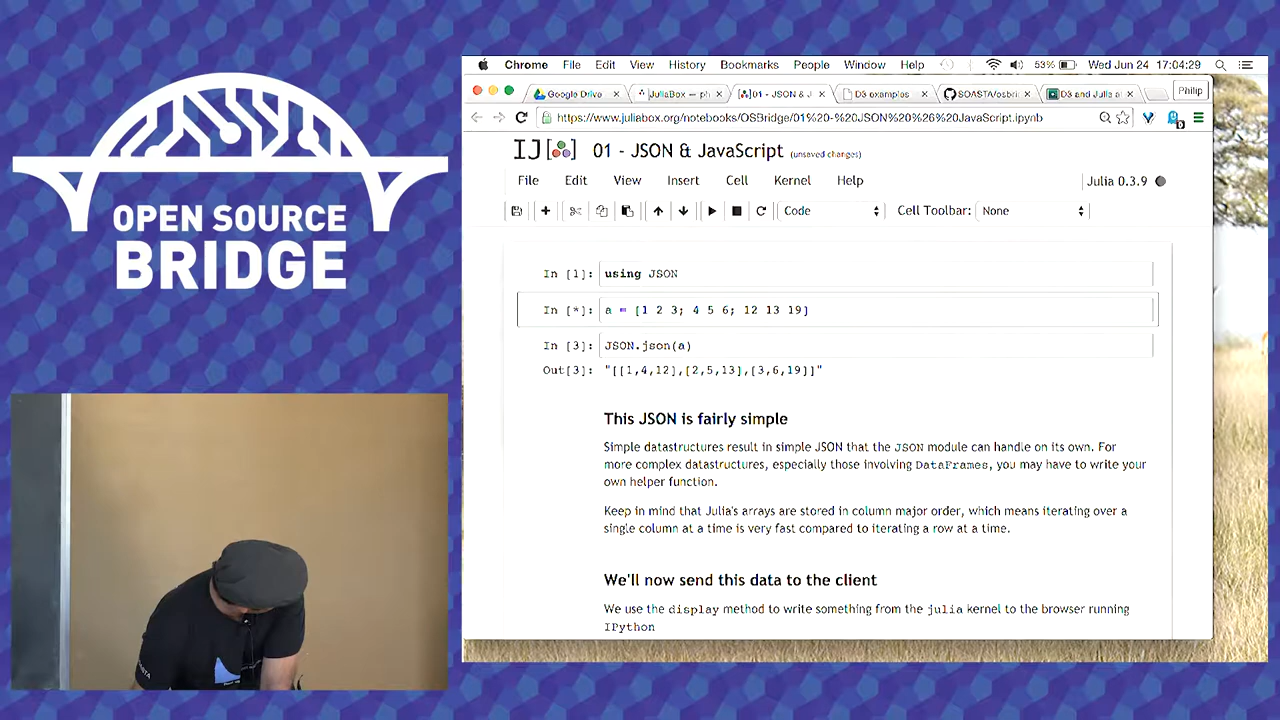 OPEN SOURCE
BRIDGE
Chrome File Edit View History Bookmarks People Window Help 53% Wed Jun 24 17:04:29
Google Drive JuliaBox — ph 01 - JSON & J D3 examples SOASTA/osbri D3 and Julia a Philip
https://www.juliabox.org/notebooks/OSBridge/01%20-%20JSON%20%26%20JavaScript.ipynb
IJ 01 - JSON & JavaScript (unsaved changes)
File Edit View Insert Cell Kernel Help Julia 0.3.9
Code Cell Toolbar: None
In [1]: using JSON
In [*]: a = [1 2 3; 4 5 6; 12 13 19]
In [3]: JSON.json(a)
Out[3]: "[[1,4,12],[2,5,13],[3,6,19]]"
This JSON is fairly simple
Simple datastructures result in simple JSON that the JSON module can handle on its own. For
more complex datastructures, especially those involving DataFrames, you may have to write your
own helper function.
Keep in mind that Julia's arrays are stored in column major order, which means iterating over a
single column at a time is very fast compared to iterating a row at a time.
We'll now send this data to the client
We use the display method to write something from the julia kernel to the browser running
IPython